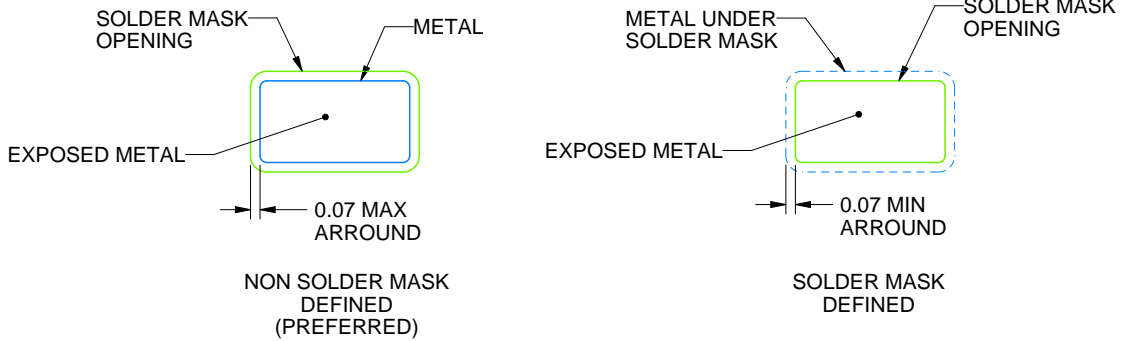 SOLDER MASK
OPENING
METAL
EXPOSED METAL
0.07 MAX
ARROUND
NON SOLDER MASK
DEFINED
(PREFERRED)
METAL UNDER
SOLDER MASK
SOLDER MASK
OPENING
EXPOSED METAL
0.07 MIN
ARROUND
SOLDER MASK
DEFINED